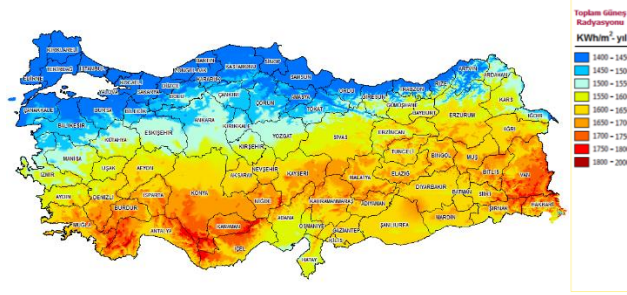 Toplam Güneş
Radyasyonu
KWh/m²- yıl
1400 - 145
1450 - 150
1500 - 155
1550 - 160
1600 - 165
1650 - 170
1700 - 175
1750 - 180
1800 - 200
KIRKLARELİ
EDİRNE
TEKİRDAĞ
İSTANBUL
KOCAELİ
YALOVA
SAKARYA
DÜZCE
BOLU
ZONGULDAK
BARTIN
KARABÜK
KASTAMONU
SİNOP
SAMSUN
ORDU
GİRESUN
TRABZON
RİZE
ARTVİN
ARDAHAN
KARS
IĞDIR
AĞRI
ERZURUM
BAYBURT
GÜMÜŞHANE
ERZİNCAN
TUNCELİ
BİNGÖL
MUŞ
BİTLİS
VAN
HAKKARİ
ŞIRNAK
SİİRT
BATMAN
MARDİN
DİYARBAKIR
ELAZIĞ
MALATYA
ADIYAMAN
ŞANLIURFA
GAZİANTEP
KİLİS
KAHRAMANMARAŞ
OSMANİYE
HATAY
ADANA
İÇEL
KARAMAN
NİĞDE
KAYSERİ
NEVŞEHİR
AKSARAY
KONYA
KIRŞEHİR
YOZGAT
SİVAS
TOKAT
AMASYA
ÇORUM
ÇANKIRI
KIRIKKALE
ANKARA
ESKİŞEHİR
BİLECİK
BURSA
ÇANAKKALE
BALIKESİR
KÜTAHYA
MANİSA
İZMİR
UŞAK
AFYON
AYDIN
DENİZLİ
ISPARTA
BURDUR
MUĞLA
ANTALYA